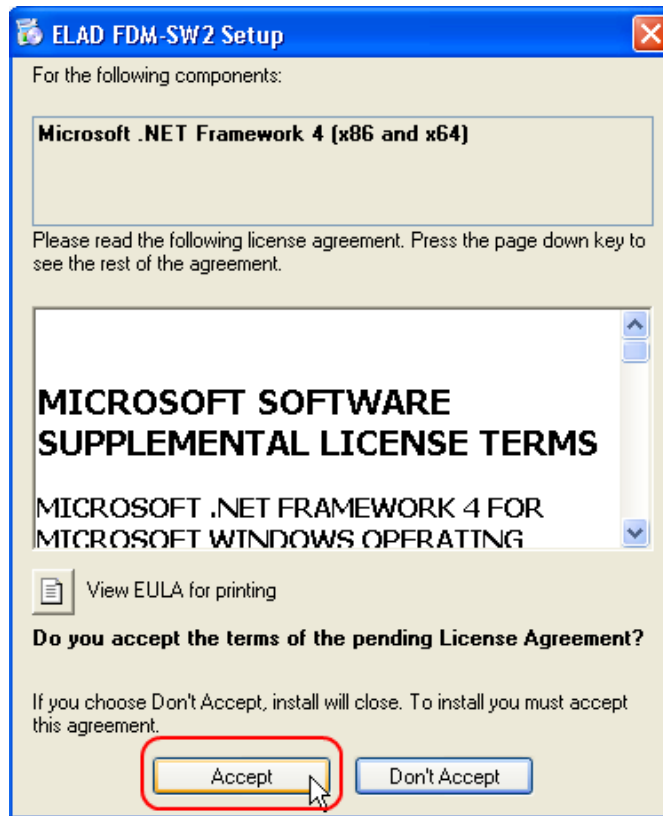 ELAD FDM-SW2 Setup
For the following components:
Microsoft .NET Framework 4 (x86 and x64)
Please read the following license agreement. Press the page down key to
see the rest of the agreement.
MICROSOFT SOFTWARE
SUPPLEMENTAL LICENSE TERMS
MICROSOFT .NET FRAMEWORK 4 FOR
MICROSOFT WINDOWS OPERATING
View EULA for printing
Do you accept the terms of the pending License Agreement?
If you choose Don't Accept, install will close. To install you must accept
this agreement.
Accept Don't Accept